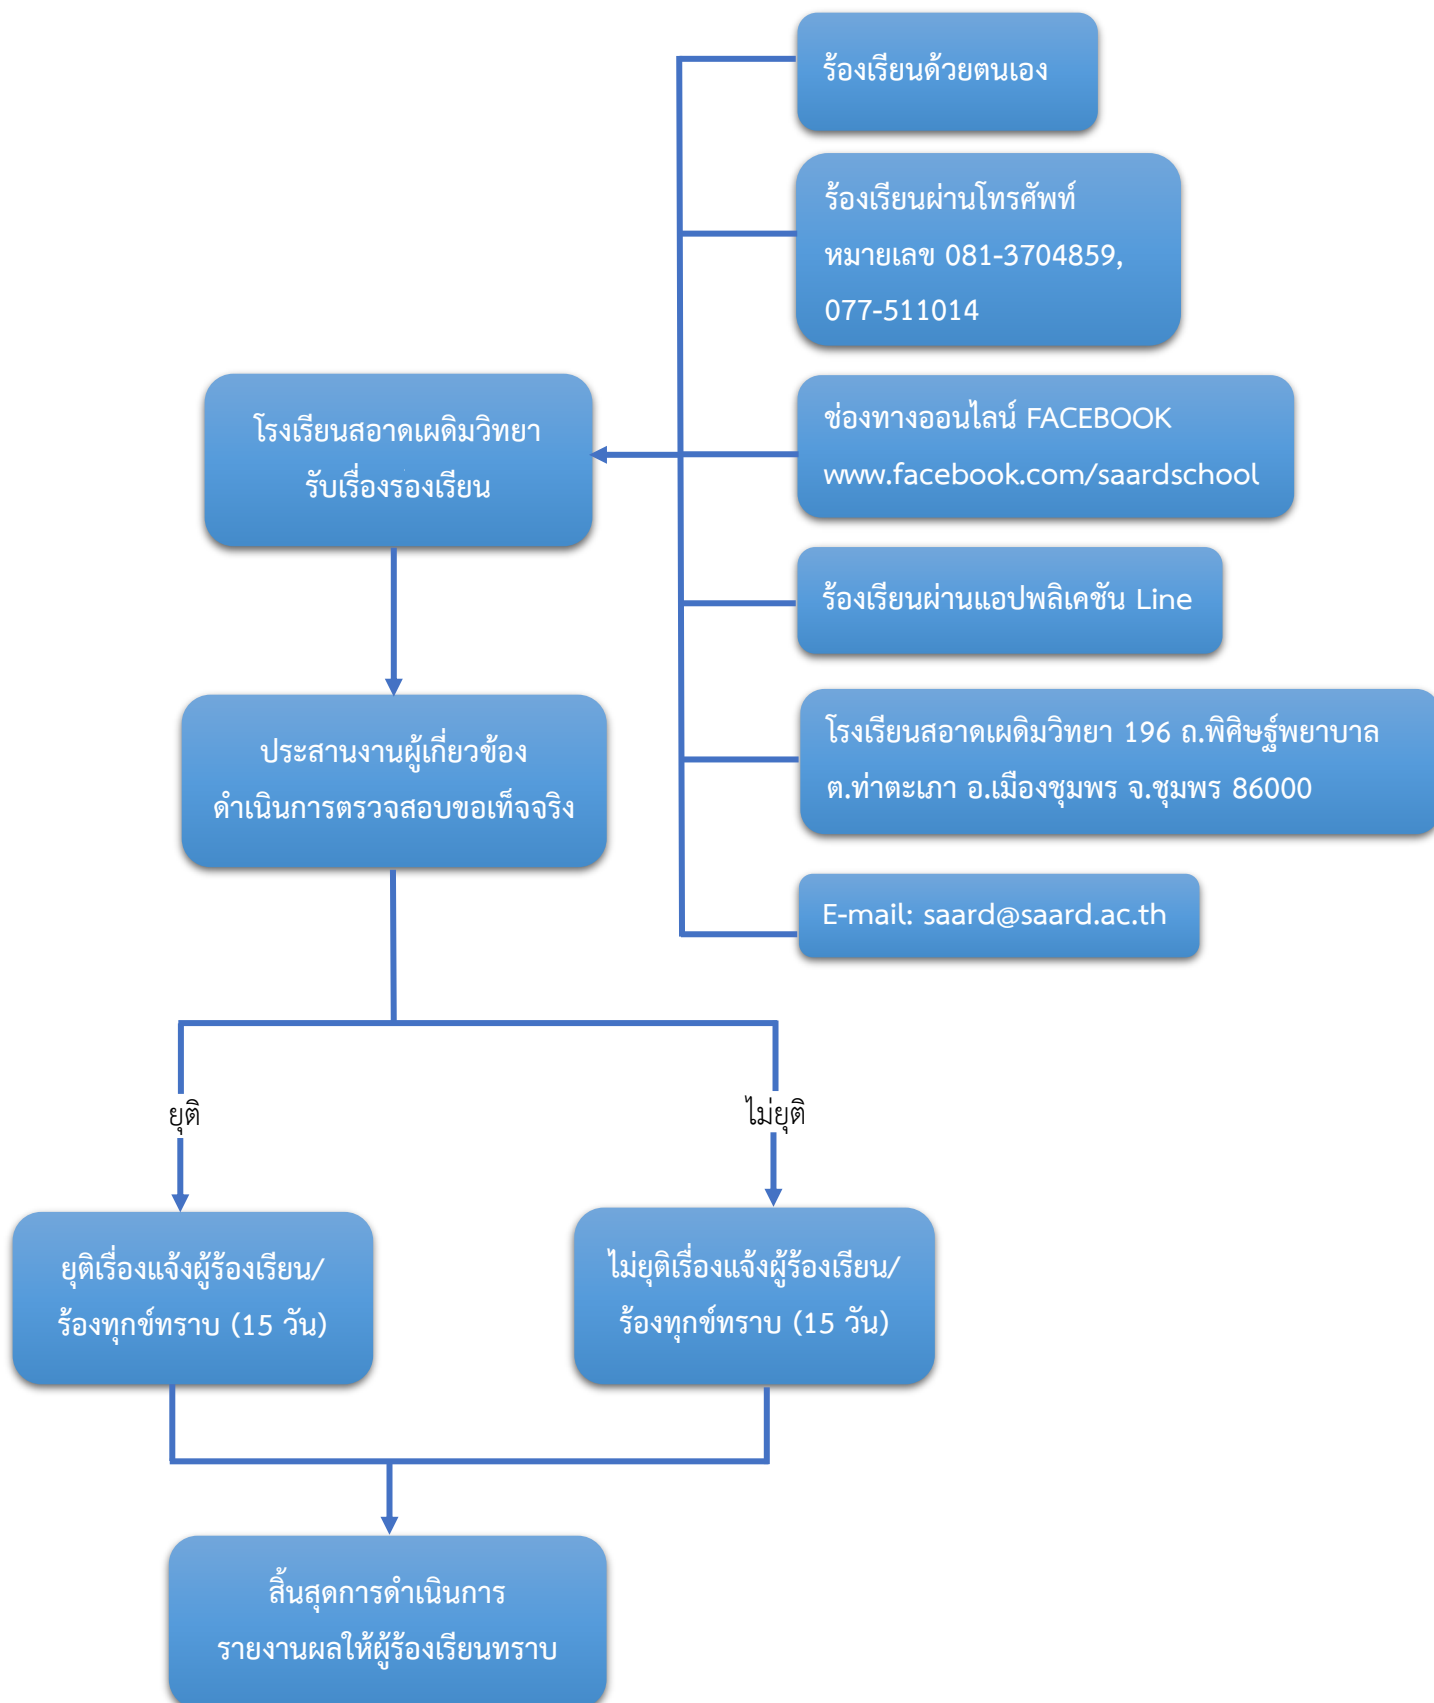 ร้องเรียนด้วยตนเอง
ร้องเรียนผ่านโทรศัพท์
หมายเลข 081-3704859,
077-511014
ช่องทางออนไลน์ FACEBOOK
www.facebook.com/saardschool
ร้องเรียนผ่านแอปพลิเคชัน Line
โรงเรียนสอาดเผดิมวิทยา 196 ถ.พิศิษฐ์พยาบาล
ต.ท่าตะเภา อ.เมืองชุมพร จ.ชุมพร 86000
E-mail: saard@saard.ac.th
โรงเรียนสอาดเผดิมวิทยา
รับเรื่องรองเรียน
ประสานงานผู้เกี่ยวข้อง
ดำเนินการตรวจสอบขอเท็จจริง
ยุติ
ไม่ยุติ
ยุติเรื่องแจ้งผู้ร้องเรียน/
ร้องทุกข์ทราบ (15 วัน)
ไม่ยุติเรื่องแจ้งผู้ร้องเรียน/
ร้องทุกข์ทราบ (15 วัน)
สิ้นสุดการดำเนินการ
รายงานผลให้ผู้ร้องเรียนทราบ